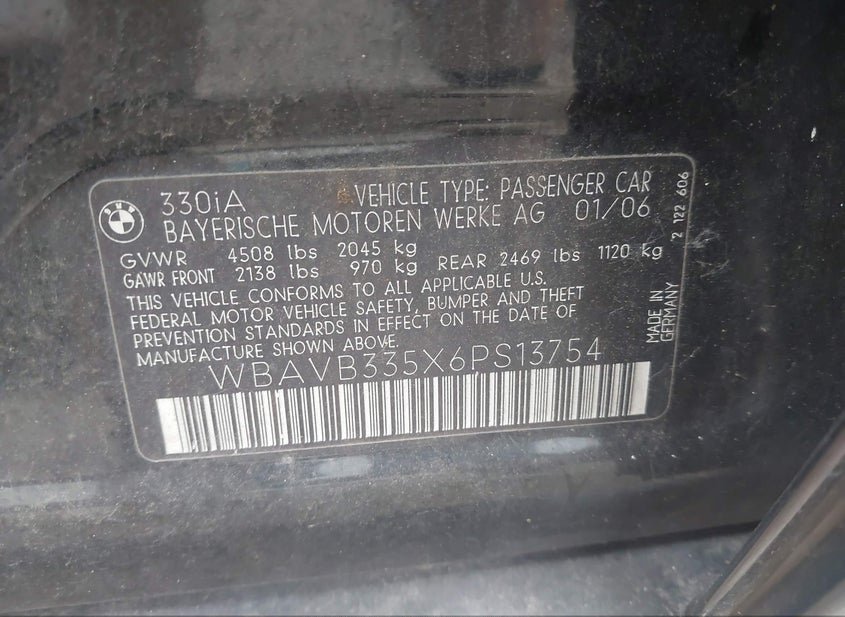 BMW
330iA VEHICLE TYPE: PASSENGER CAR
BAYERISCHE MOTOREN WERKE AG 01/06
GVWR 4508 lbs 2045 kg
GAWR FRONT 2138 lbs 970 kg REAR 2469 lbs 1120 kg
THIS VEHICLE CONFORMS TO ALL APPLICABLE U.S.
FEDERAL MOTOR VEHICLE SAFETY, BUMPER AND THEFT
PREVENTION STANDARDS IN EFFECT ON THE DATE OF
MANUFACTURE SHOWN ABOVE.
WBAVB335X6PS13754
MADE IN
GERMANY
2 122 606